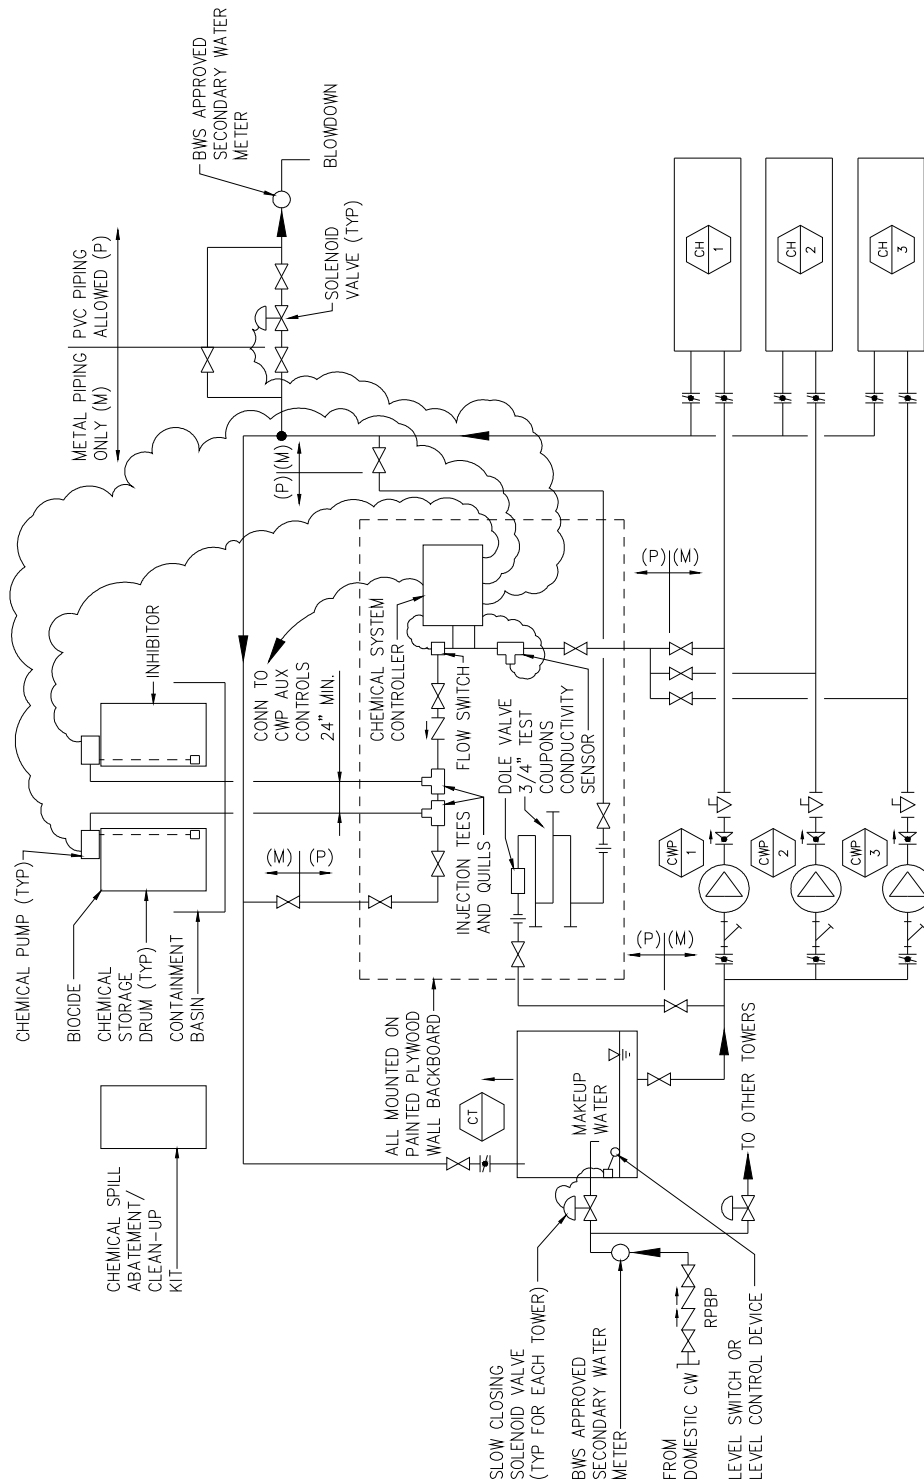 CHEMICAL PUMP (TYP)
BIOCIDE
CHEMICAL
STORAGE
DRUM (TYP)
CONTAINMENT
BASIN
INHIBITOR
CHEMICAL SPILL
ABATEMENT/
CLEAN-UP
KIT
METAL PIPING
ONLY (M)
PVC PIPING
ALLOWED (P)
BWS APPROVED
SECONDARY WATER
METER
BLOWDOWN
SOLENOID
VALVE (TYP)
(P)
(M)
CONN TO
CWP AUX
CONTROLS
24" MIN.
(M)
(P)
CHEMICAL SYSTEM
CONTROLLER
FLOW SWITCH
INJECTION TEES
AND QUILLS
DOLE VALVE
3/4" TEST
COUPONS
CONDUCTIVITY
SENSOR
ALL MOUNTED ON
PAINTED PLYWOOD
WALL BACKBOARD
(P)
(M)
(P)
(M)
CH
1
CH
2
CH
3
CWP
1
CWP
2
CWP
3
CT
MAKEUP
WATER
TO OTHER TOWERS
SLOW CLOSING
SOLENOID VALVE
(TYP FOR EACH TOWER)
BWS APPROVED
SECONDARY WATER
METER
FROM
DOMESTIC CW
RPBP
LEVEL SWITCH OR
LEVEL CONTROL DEVICE